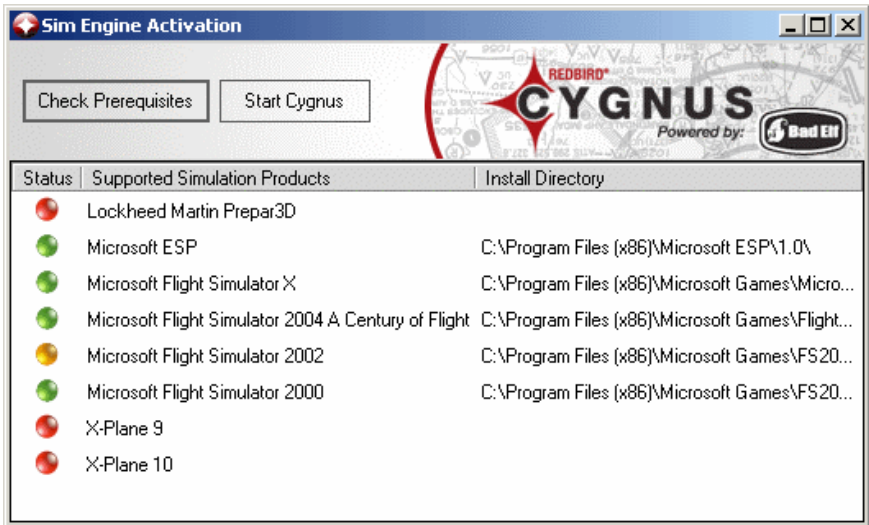 Sim Engine Activation
Check Prerequisites
Start Cygnus
REDBIRD®
CYGNUS
Powered by: Bad Elf
Status Supported Simulation Products Install Directory
Lockheed Martin Prepar3D
Microsoft ESP C:\Program Files (x86)\Microsoft ESP\1.0\
Microsoft Flight Simulator X C:\Program Files (x86)\Microsoft Games\Micro...
Microsoft Flight Simulator 2004 A Century of Flight C:\Program Files (x86)\Microsoft Games\Flight...
Microsoft Flight Simulator 2002 C:\Program Files (x86)\Microsoft Games\FS20...
Microsoft Flight Simulator 2000 C:\Program Files (x86)\Microsoft Games\FS20...
X-Plane 9
X-Plane 10